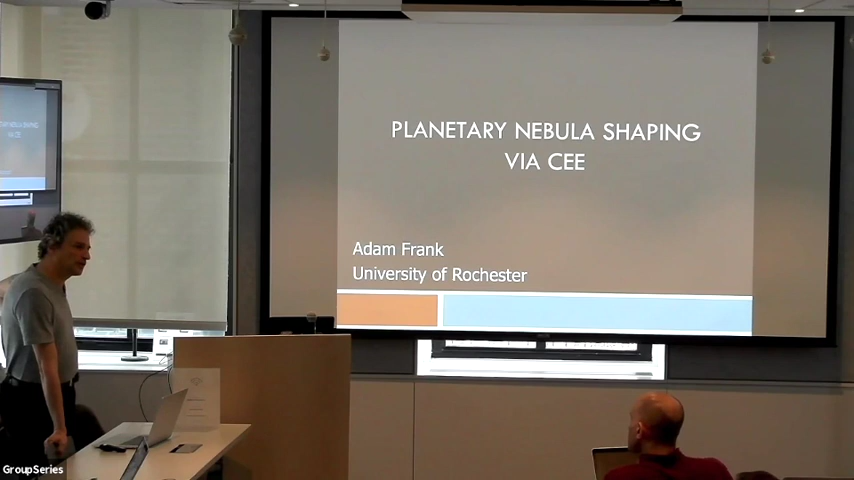 PLANETARY NEBULA SHAPING
VIA CEE
Adam Frank
University of Rochester
GroupSeries